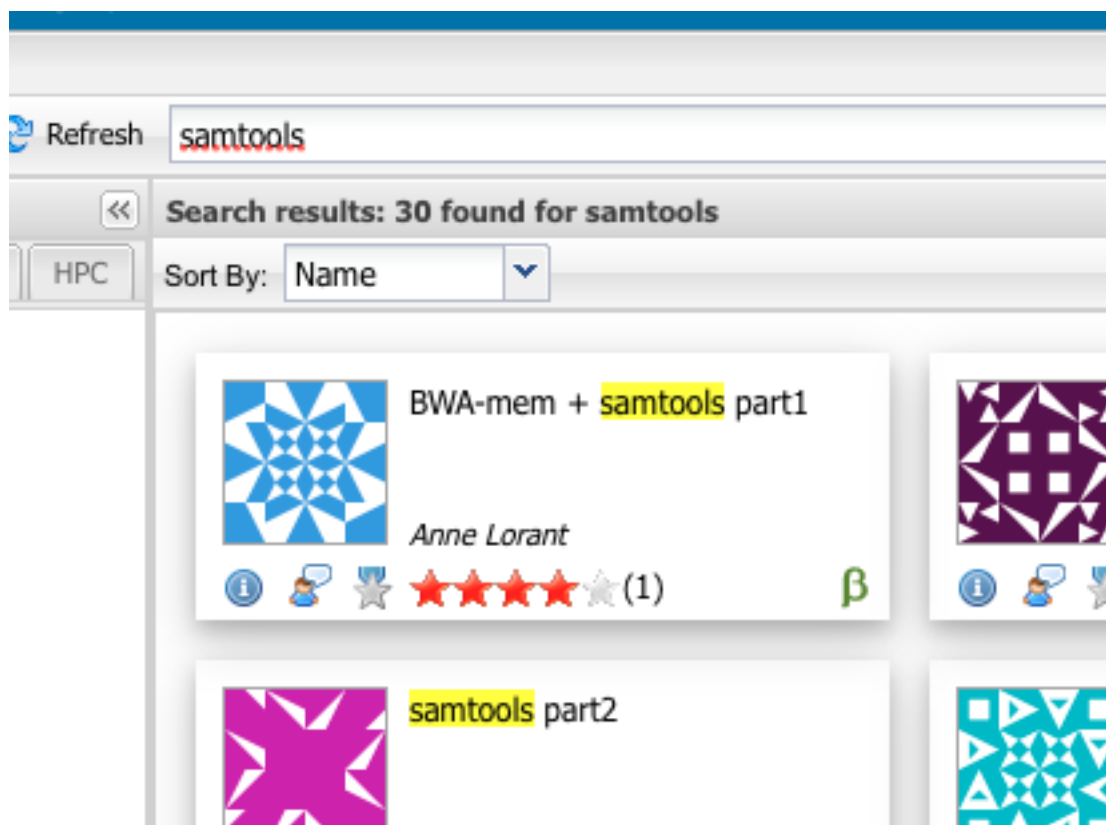 Refresh
samtools
Search results: 30 found for samtools
HPC
Sort By: Name
BWA-mem + samtools part1
Anne Lorant
(1)
β
samtools part2